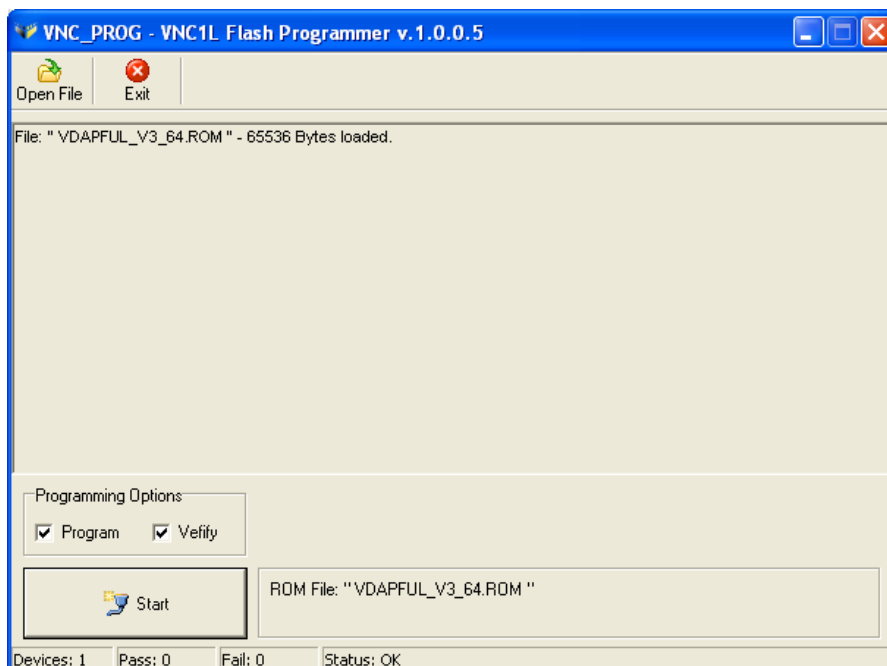 VNC_PROG - VNC1L Flash Programmer v.1.0.0.5
Open File Exit
File: " VDAPFUL_V3_64.ROM " - 65536 Bytes loaded.
Programming Options
Program Vefify
Start
ROM File: " VDAPFUL_V3_64.ROM "
Devices: 1 Pass: 0 Fail: 0 Status: OK